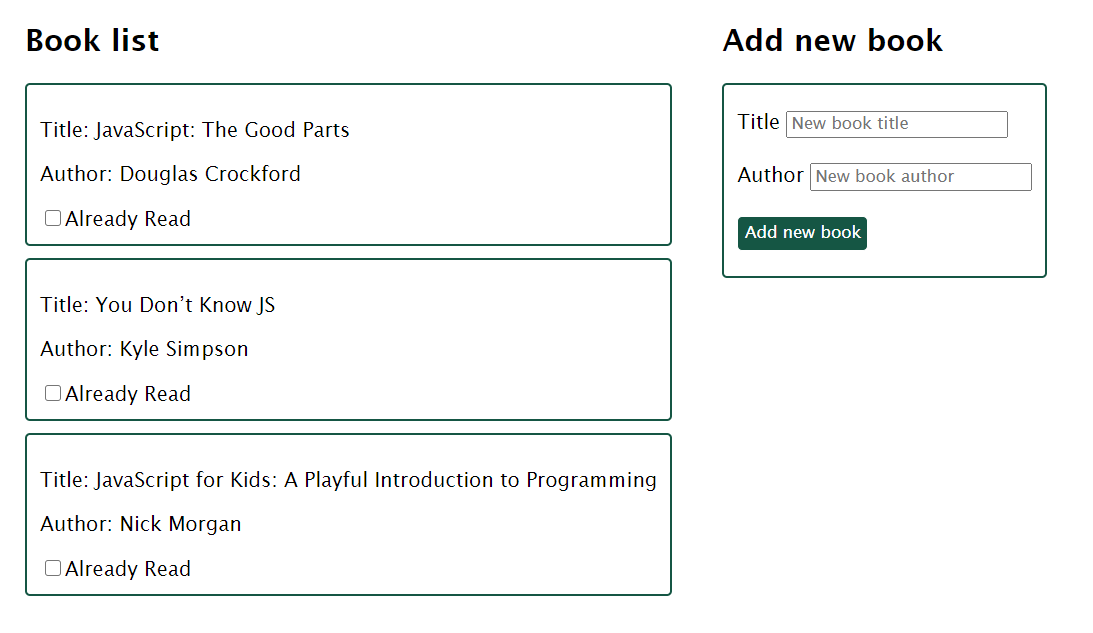 Book list
Title: JavaScript: The Good Parts
Author: Douglas Crockford
Already Read
Title: You Don’t Know JS
Author: Kyle Simpson
Already Read
Title: JavaScript for Kids: A Playful Introduction to Programming
Author: Nick Morgan
Already Read
Add new book
Title New book title
Author New book author
Add new book